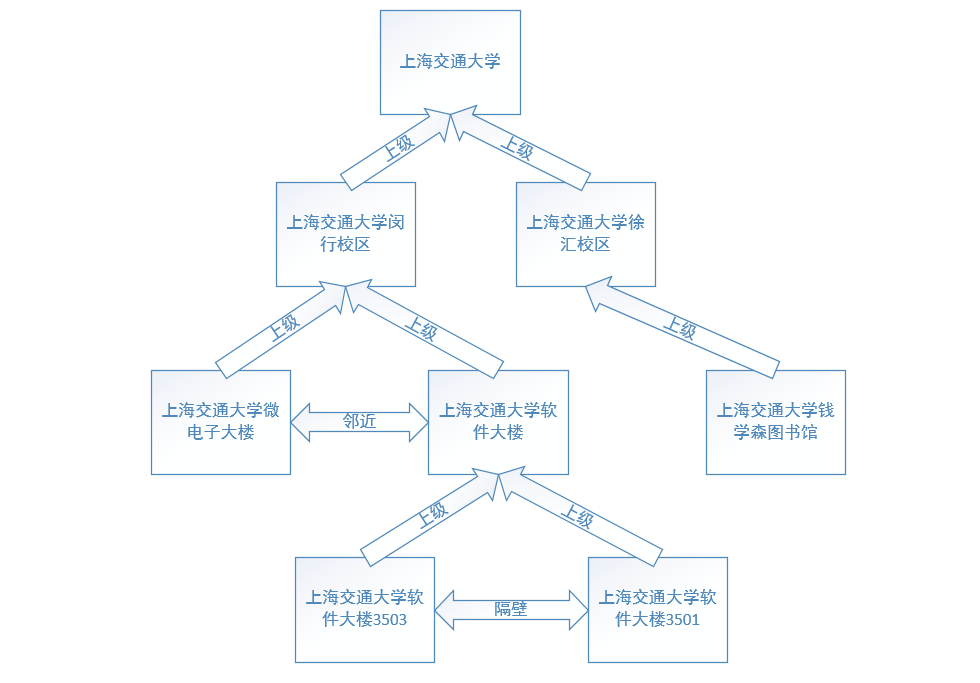 上海交通大学
上级
上级
上海交通大学闵
行校区
上海交通大学徐
汇校区
上级
上级
上级
上海交通大学微
电子大楼
邻近
上海交通大学软
件大楼
上海交通大学钱
学森图书馆
上级
上级
上海交通大学软
件大楼3503
隔壁
上海交通大学软
件大楼3501